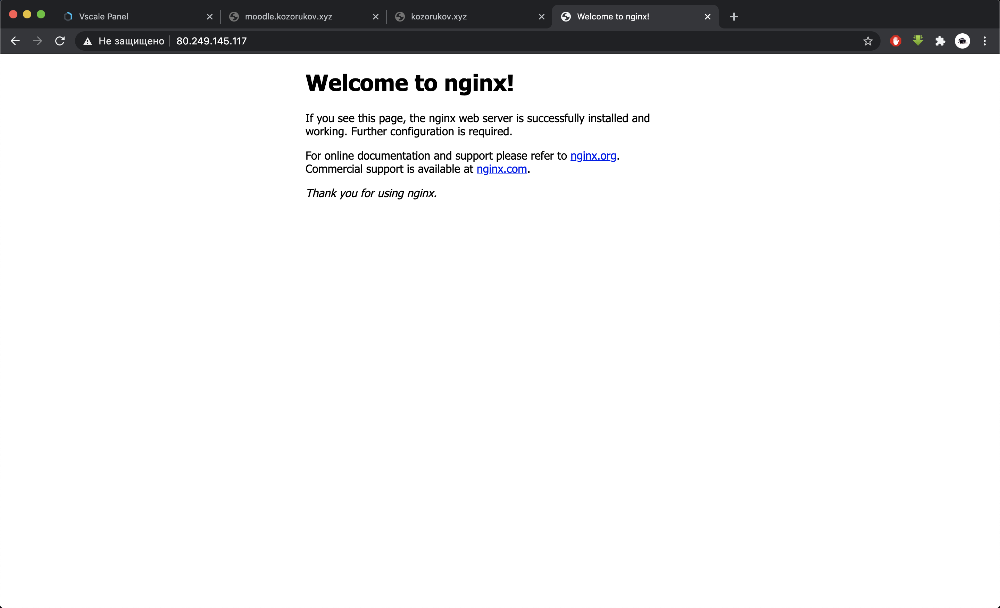 Vscale Panel
moodle.kozorukov.xyz
kozorukov.xyz
Welcome to nginx!
Не защищено
80.249.145.117
Welcome to nginx!
If you see this page, the nginx web server is successfully installed and
working. Further configuration is required.
For online documentation and support please refer to nginx.org.
Commercial support is available at nginx.com.
Thank you for using nginx.